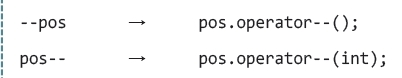 --pos → pos.operator--();
pos-- → pos.operator--(int);